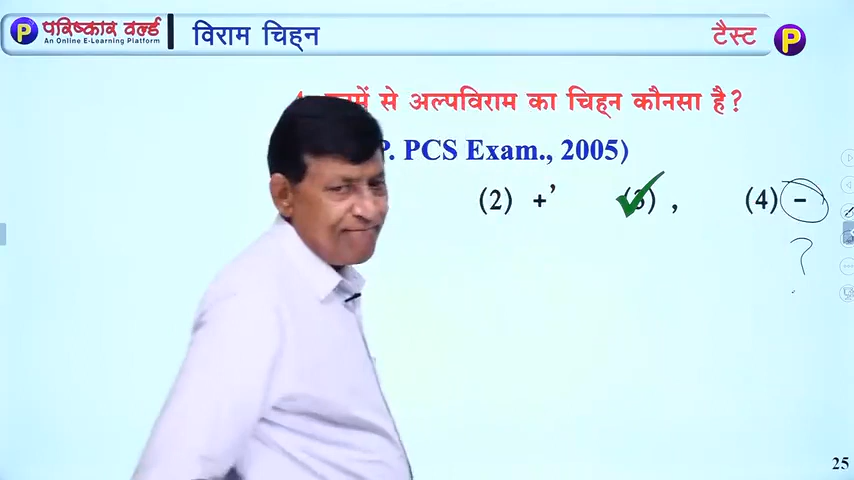 P परिष्कार वर्ल्ड
An Online E-Learning Platform
विराम चिह्न
टैस्ट P
से अल्पविराम का चिह्न कौनसा है?
P. PCS Exam., 2005)
(2) +’ (3) , (4) -
?
25